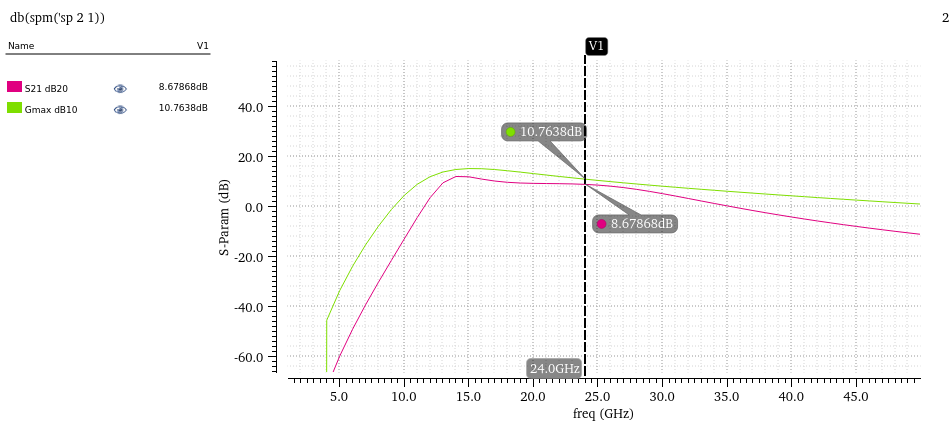 db(spm('sp 2 1))
2
Name V1
S21 dB20 8.67868dB
Gmax dB10 10.7638dB
V1
40.0
20.0
0.0
-20.0
-40.0
-60.0
S-Param (dB)
10.7638dB
8.67868dB
24.0GHz
5.0 10.0 15.0 20.0 25.0 30.0 35.0 40.0 45.0
freq (GHz)